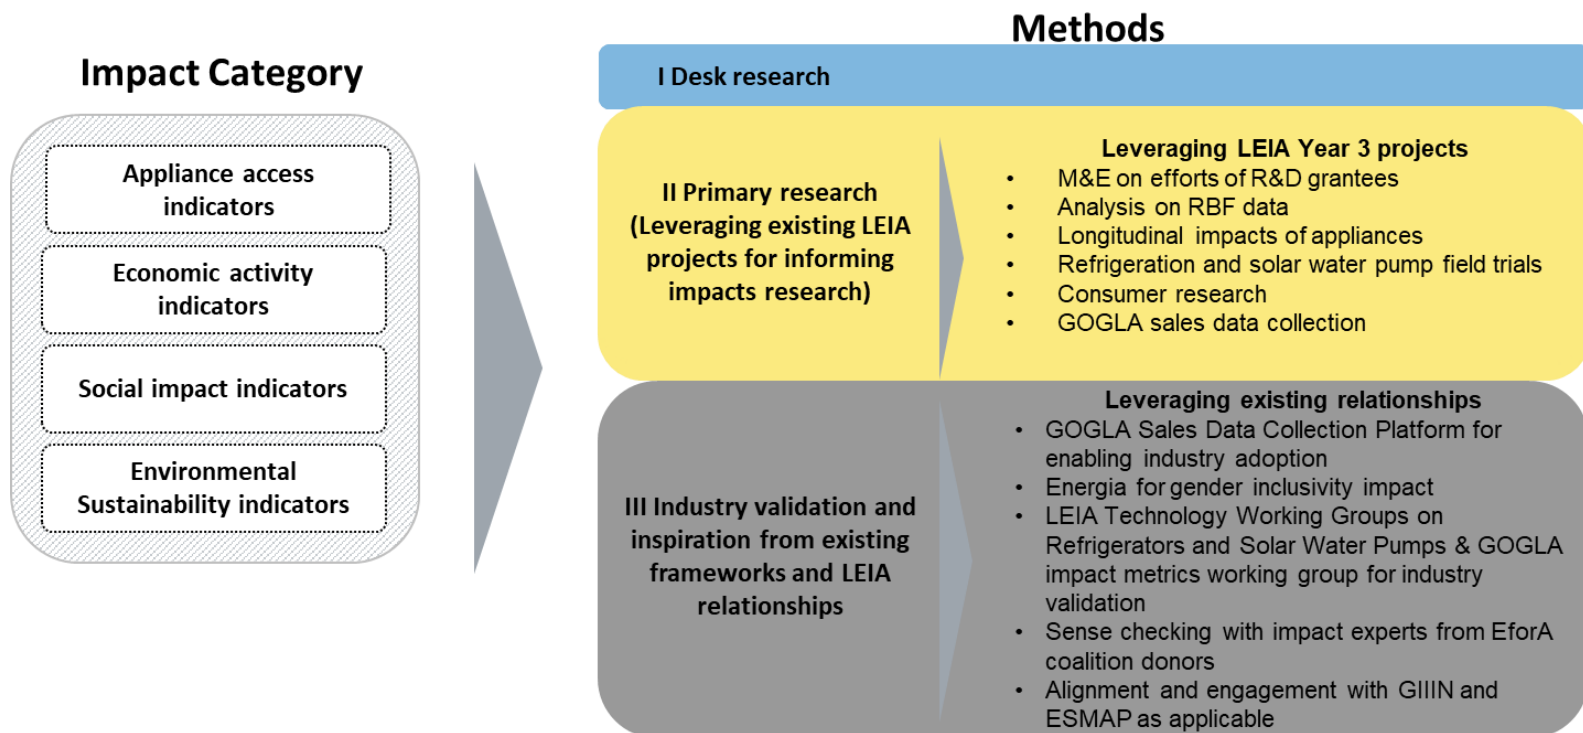 Impact Category
Appliance access
indicators
Economic activity
indicators
Social impact indicators
Environmental
Sustainability indicators
Methods
I Desk research
II Primary research
(Leveraging existing LEIA
projects for informing
impacts research)
Leveraging LEIA Year 3 projects
• M&E on efforts of R&D grantees
• Analysis on RBF data
• Longitudinal impacts of appliances
• Refrigeration and solar water pump field trials
• Consumer research
• GOGLA sales data collection
III Industry validation and
inspiration from existing
frameworks and LEIA
relationships
Leveraging existing relationships
• GOGLA Sales Data Collection Platform for
enabling industry adoption
• Energia for gender inclusivity impact
• LEIA Technology Working Groups on
Refrigerators and Solar Water Pumps & GOGLA
impact metrics working group for industry
validation
• Sense checking with impact experts from EforA
coalition donors
• Alignment and engagement with GIIIN and
ESMAP as applicable